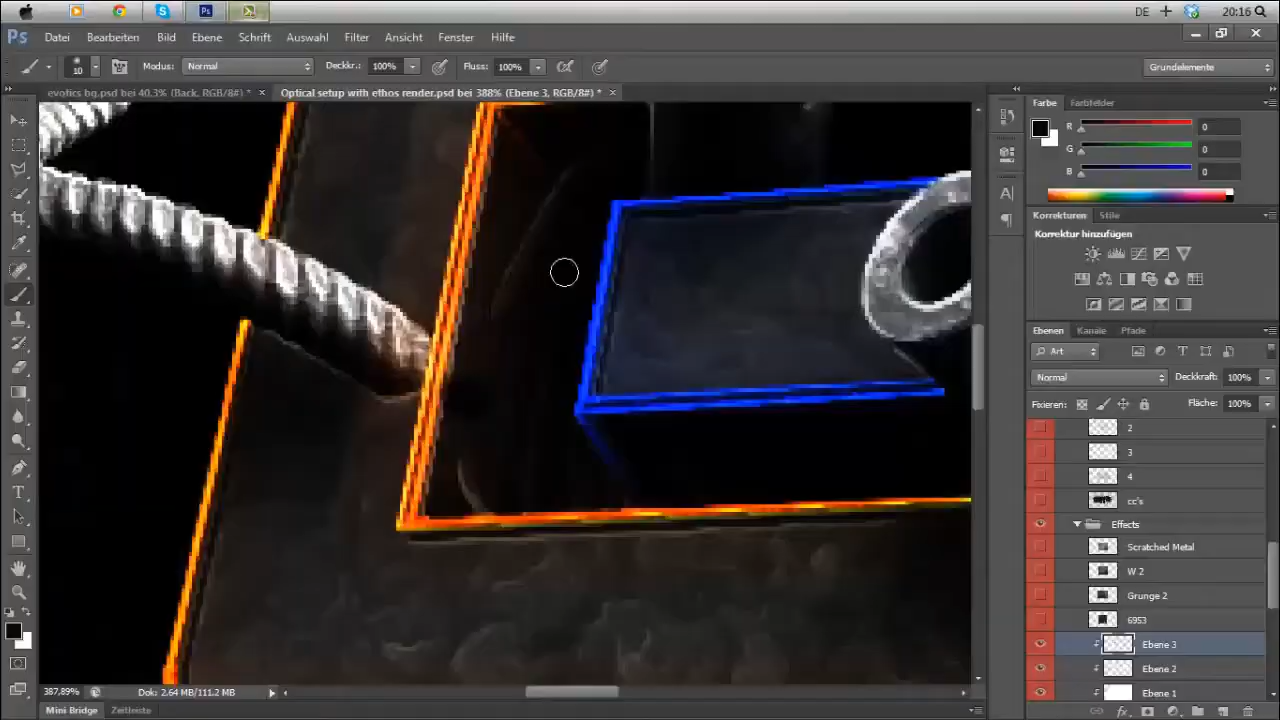 DE 20:16
Ps Datei Bearbeiten Bild Ebene Schrift Auswahl Filter Ansicht Fenster Hilfe
10 Modus: Normal Deckkr.: 100% Fluss: 100% Grundelemente
evotics bg.psd bei 40.3% (Back, RGB/8#) * × Optical setup with ethos render.psd bei 388% (Ebene 3, RGB/8#) * ×
Farbe Farbfelder
R 0
G 0
B 0
Korrekturen Stile
Korrektur hinzufügen
Ebenen Kanäle Pfade
Art
Normal Deckkraft: 100%
Fixieren: Fläche: 100%
2
3
4
cc's
Effects
Scratched Metal
W 2
Grunge 2
6953
Ebene 3
Ebene 2
Ebene 1
387,89% Dok: 2.64 MB/111.2 MB
Mini Bridge Zeitleiste